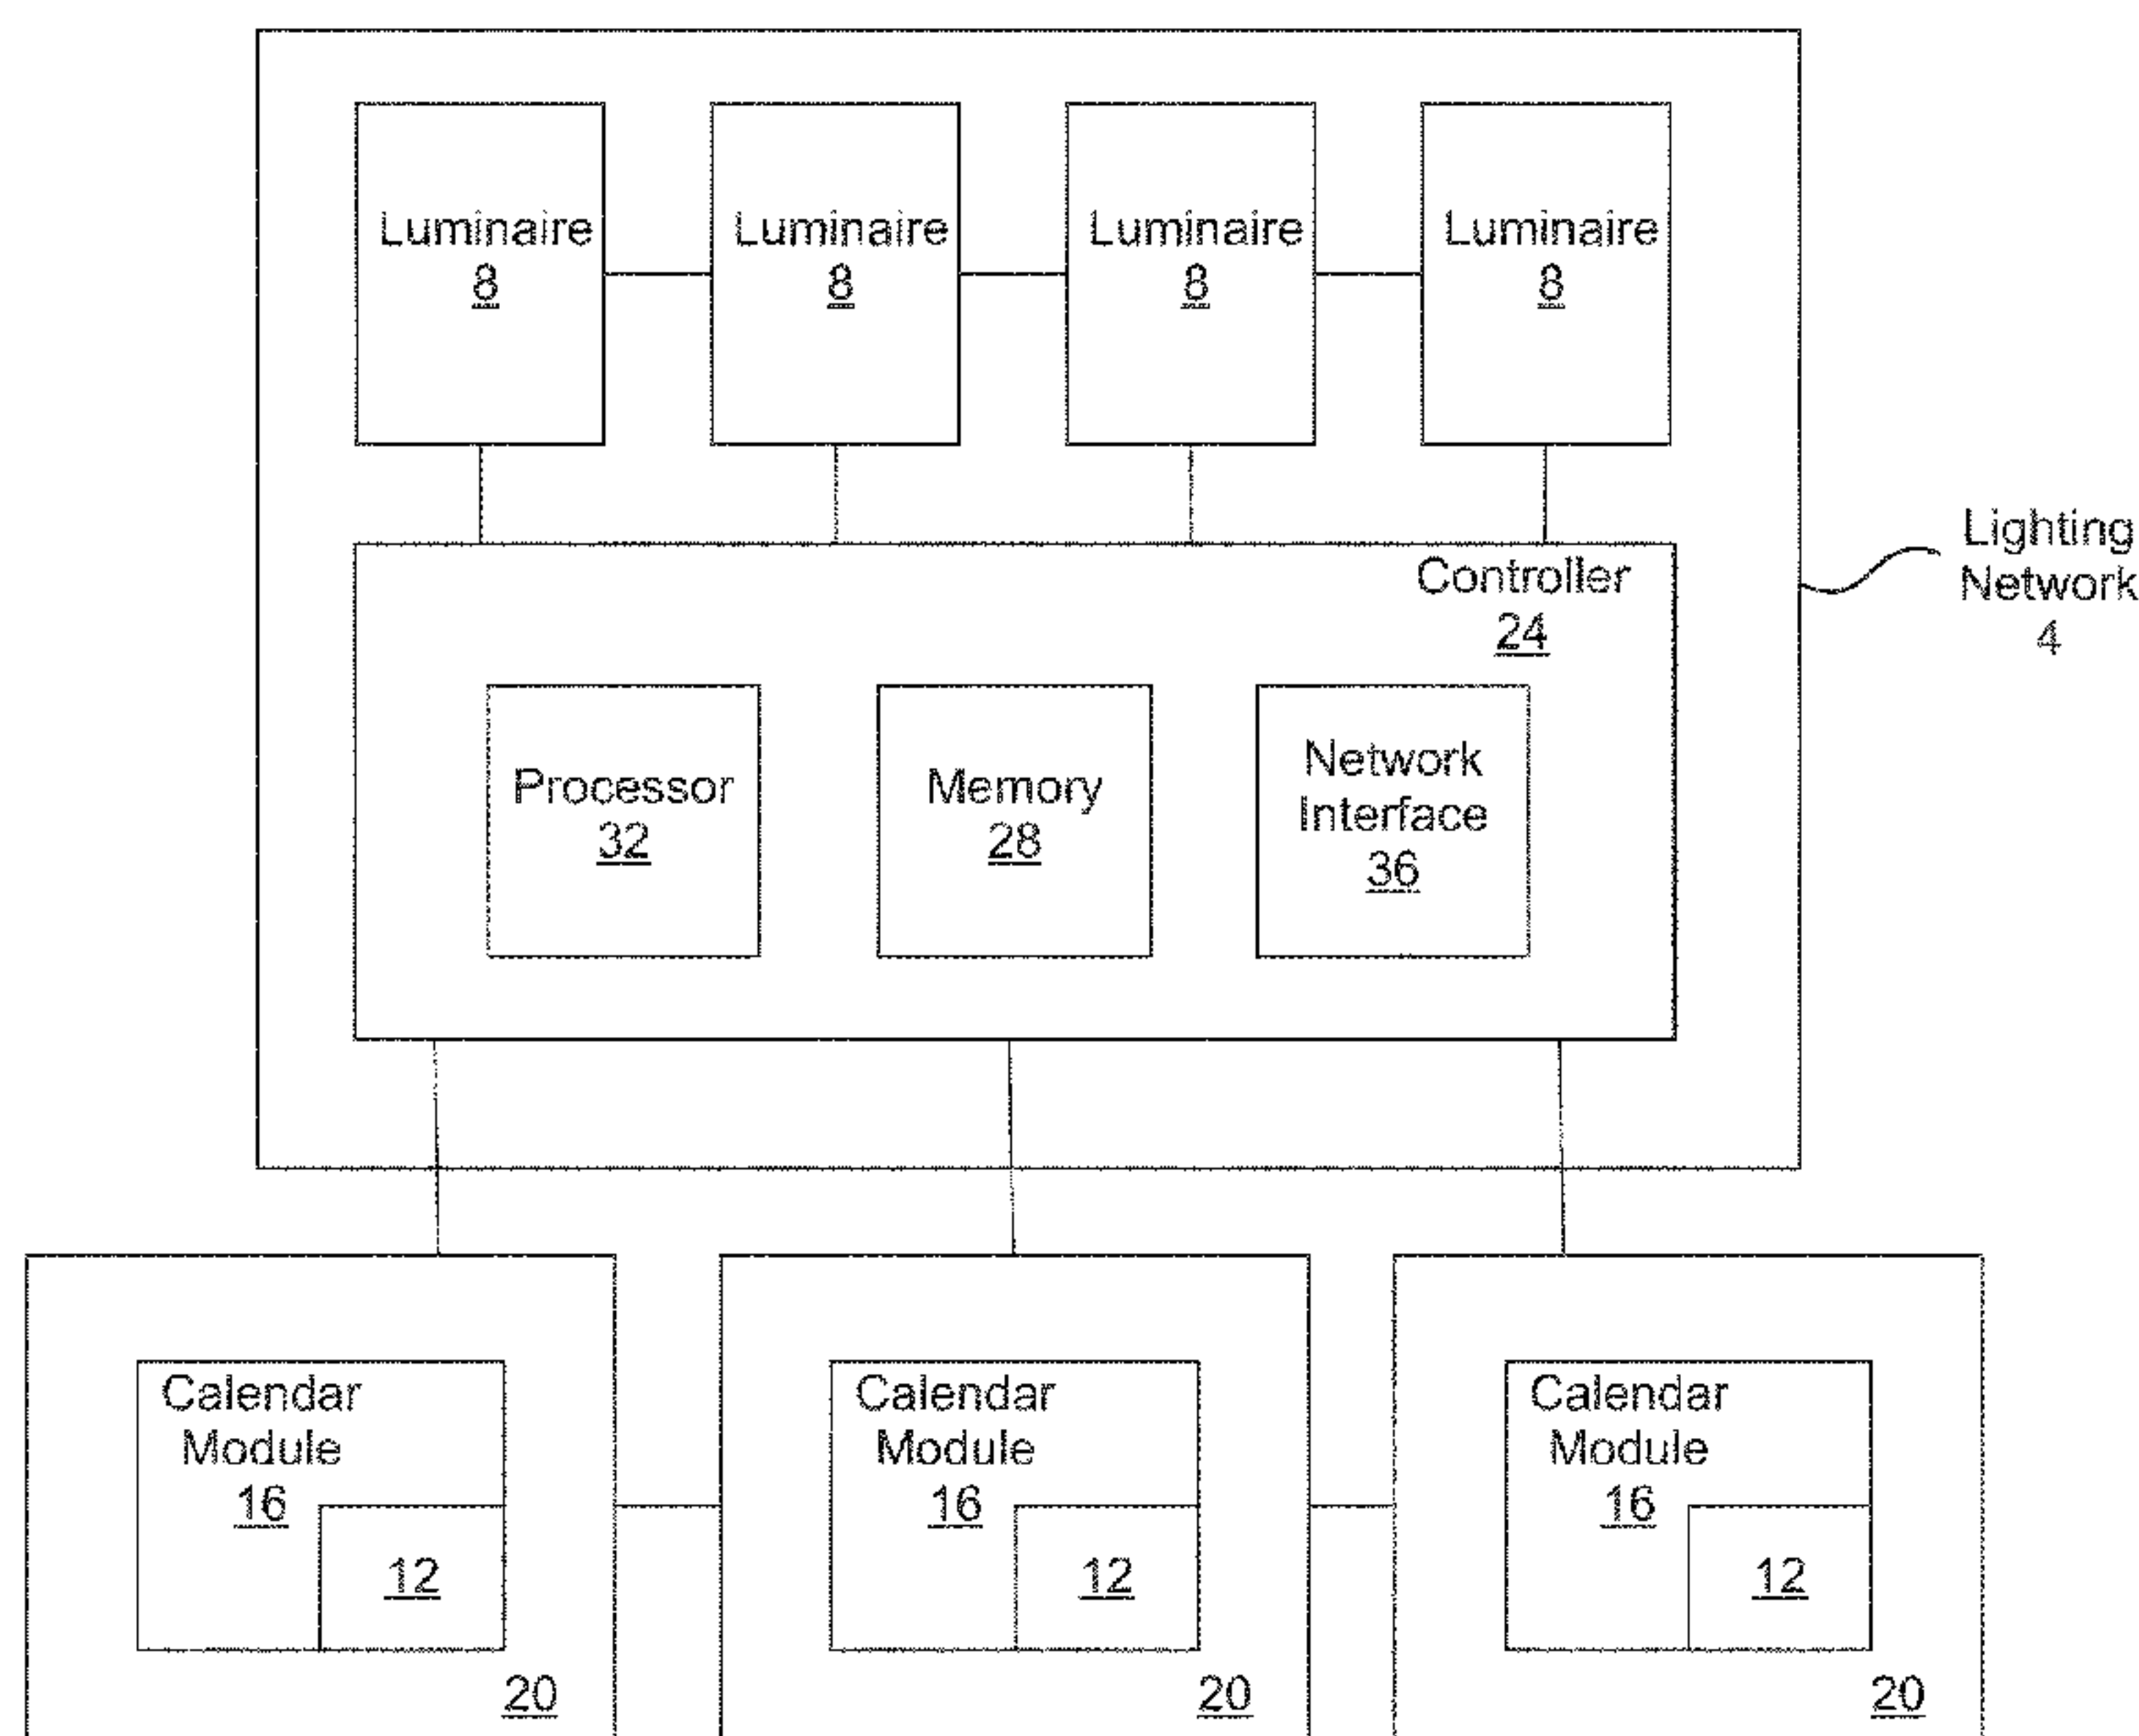 Luminaire
8
Luminaire
8
Luminaire
8
Luminaire
8
Lighting
Network
4
Controller
24
Processor
32
Memory
28
Network
Interface
36
Calendar
Module
16
12
20
Calendar
Module
16
12
20
Calendar
Module
16
12
20